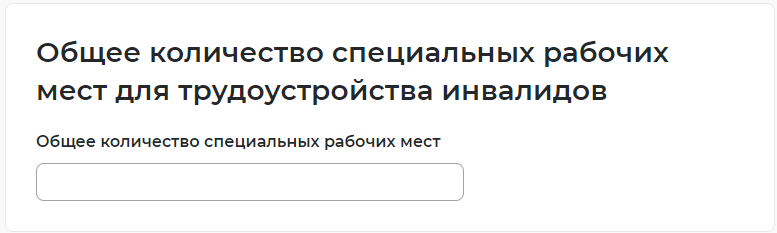 Общее количество специальных рабочих
мест для трудоустройства инвалидов
Общее количество специальных рабочих мест